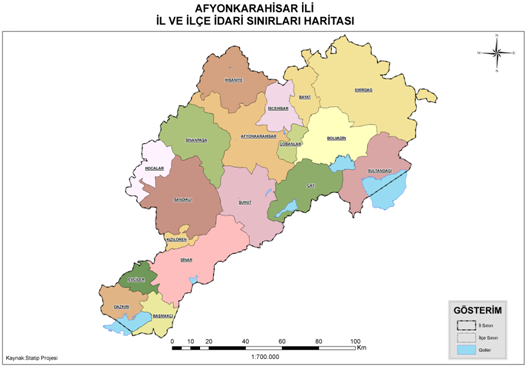 AFYONKARAHİSAR İLİ
İL VE İLÇE İDARİ SINIRLARI HARİTASI
N
İHSANİYE
EMİRDAĞ
BAYAT
İSCEHİSAR
AFYONKARAHİSAR
BOLVADİN
SİNANPAŞA
ÇOBANLAR
HOCALAR
SULTANDAĞI
ÇAY
SANDIKLI
ŞUHUT
KIZILÖREN
DİNAR
EVCİLER
DAZKIRI
BAŞMAKÇI
GÖSTERİM
İl Sınırı
İlçe Sınırı
Göller
0 20 40 60 80 100
Km
1:700.000
Kaynak:Statip Projesi